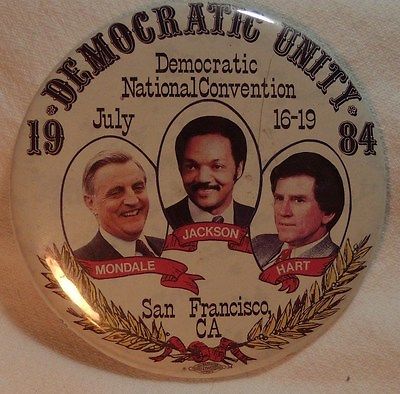 DEMOCRATIC UNITY
Democratic
National Convention
July 16-19
19 84
JACKSON
MONDALE
HART
San Francisco,
CA